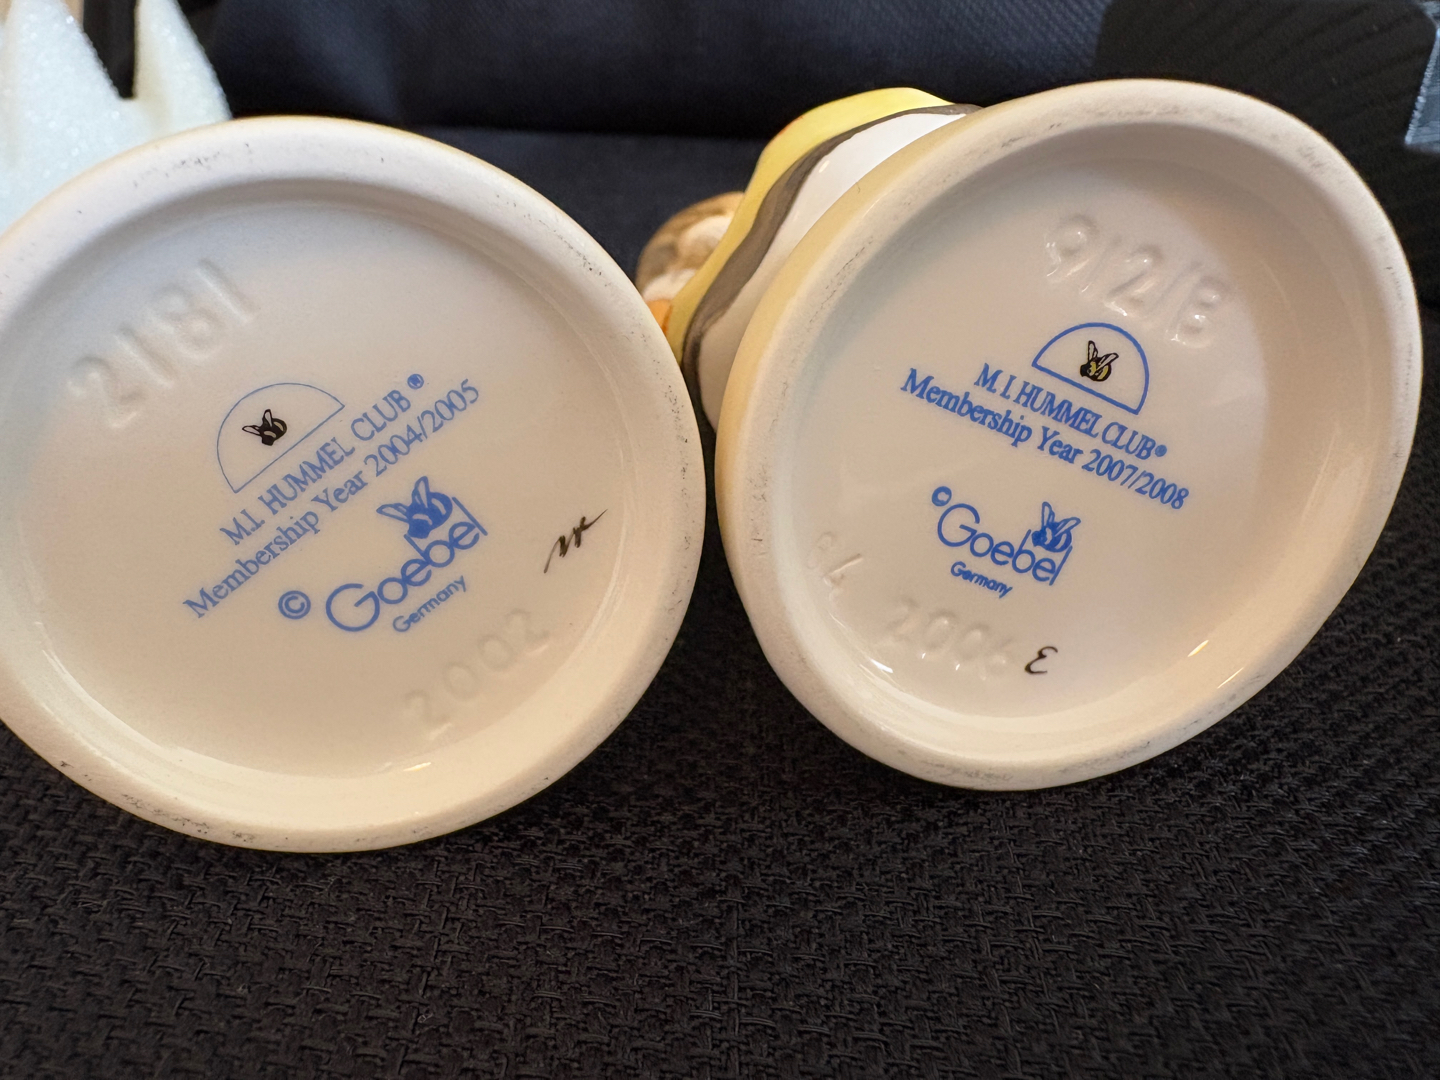 2181
M.I. HUMMEL CLUB®
Membership Year 2004/2005
© Goebel
Germany
2002
912/B
M. I. HUMMEL CLUB®
Membership Year 2007/2008
© Goebel
Germany
2006
3